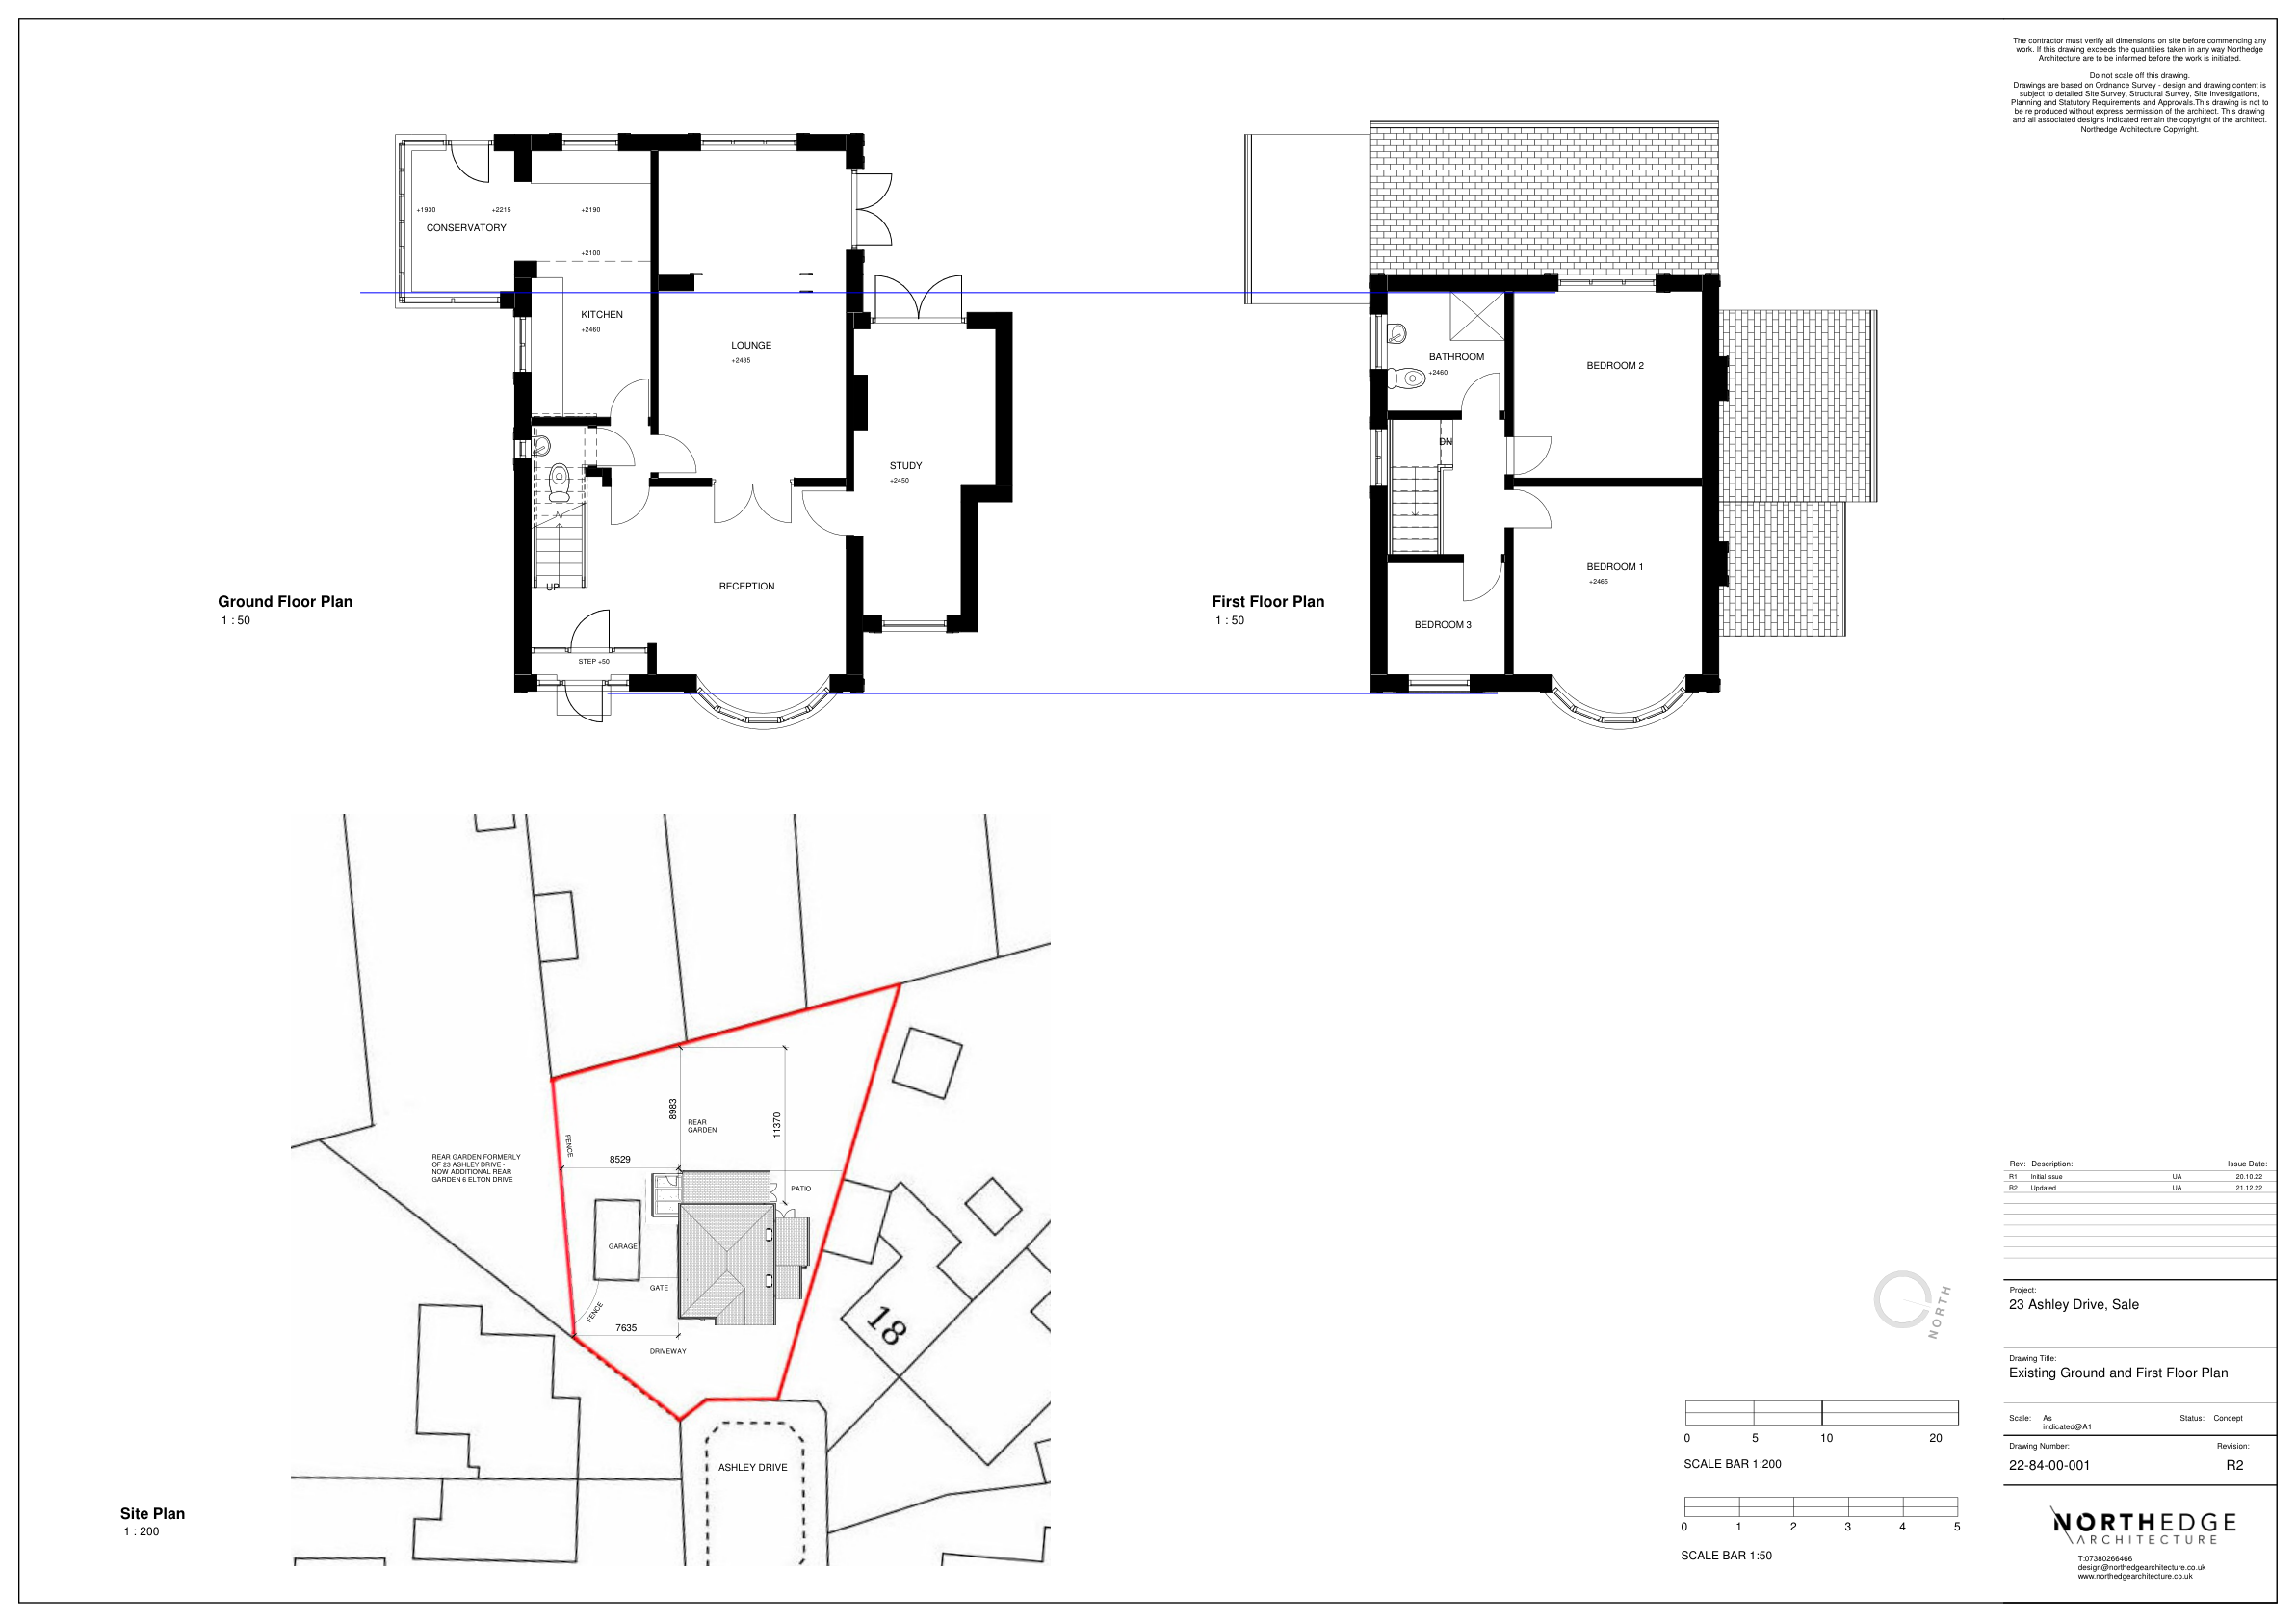 The contractor must verify all dimensions on site before commencing any
work. If this drawing exceeds the quantities taken in any way Northedge
Architecture are to be informed before the work is initiated.
Do not scale off this drawing.
Drawings are based on Ordnance Survey - design and drawing content is
subject to detailed Site Survey, Structural Survey, Site Investigations,
Planning and Statutory Requirements and Approvals.This drawing is not to
be re produced without express permission of the architect. This drawing
and all associated designs indicated remain the copyright of the architect.
Northedge Architecture Copyright.
+1930
+2215
+2190
CONSERVATORY
+2100
KITCHEN
+2460
LOUNGE
+2435
STUDY
+2450
UP
RECEPTION
STEP +50
Ground Floor Plan
1 : 50
BATHROOM
+2460
BEDROOM 2
DN
BEDROOM 1
+2465
BEDROOM 3
First Floor Plan
1 : 50
8983
REAR
GARDEN
11370
FENCE
REAR GARDEN FORMERLY
OF 23 ASHLEY DRIVE -
NOW ADDITIONAL REAR
GARDEN 6 ELTON DRIVE
8529
PATIO
GARAGE
GATE
FENCE
7635
DRIVEWAY
18
ASHLEY DRIVE
Site Plan
1 : 200
NORTH
0 5 10 20
SCALE BAR 1:200
0 1 2 3 4 5
SCALE BAR 1:50
Rev: Description: Issue Date:
R1 Initial Issue UA 20.10.22
R2 Updated UA 21.12.22
Project:
23 Ashley Drive, Sale
Drawing Title:
Existing Ground and First Floor Plan
Scale: As
indicated@A1
Status: Concept
Drawing Number: Revision:
22-84-00-001 R2
NORTHEDGE
ARCHITECTURE
T:07380266466
design@northedgearchitecture.co.uk
www.northedgearchitecture.co.uk